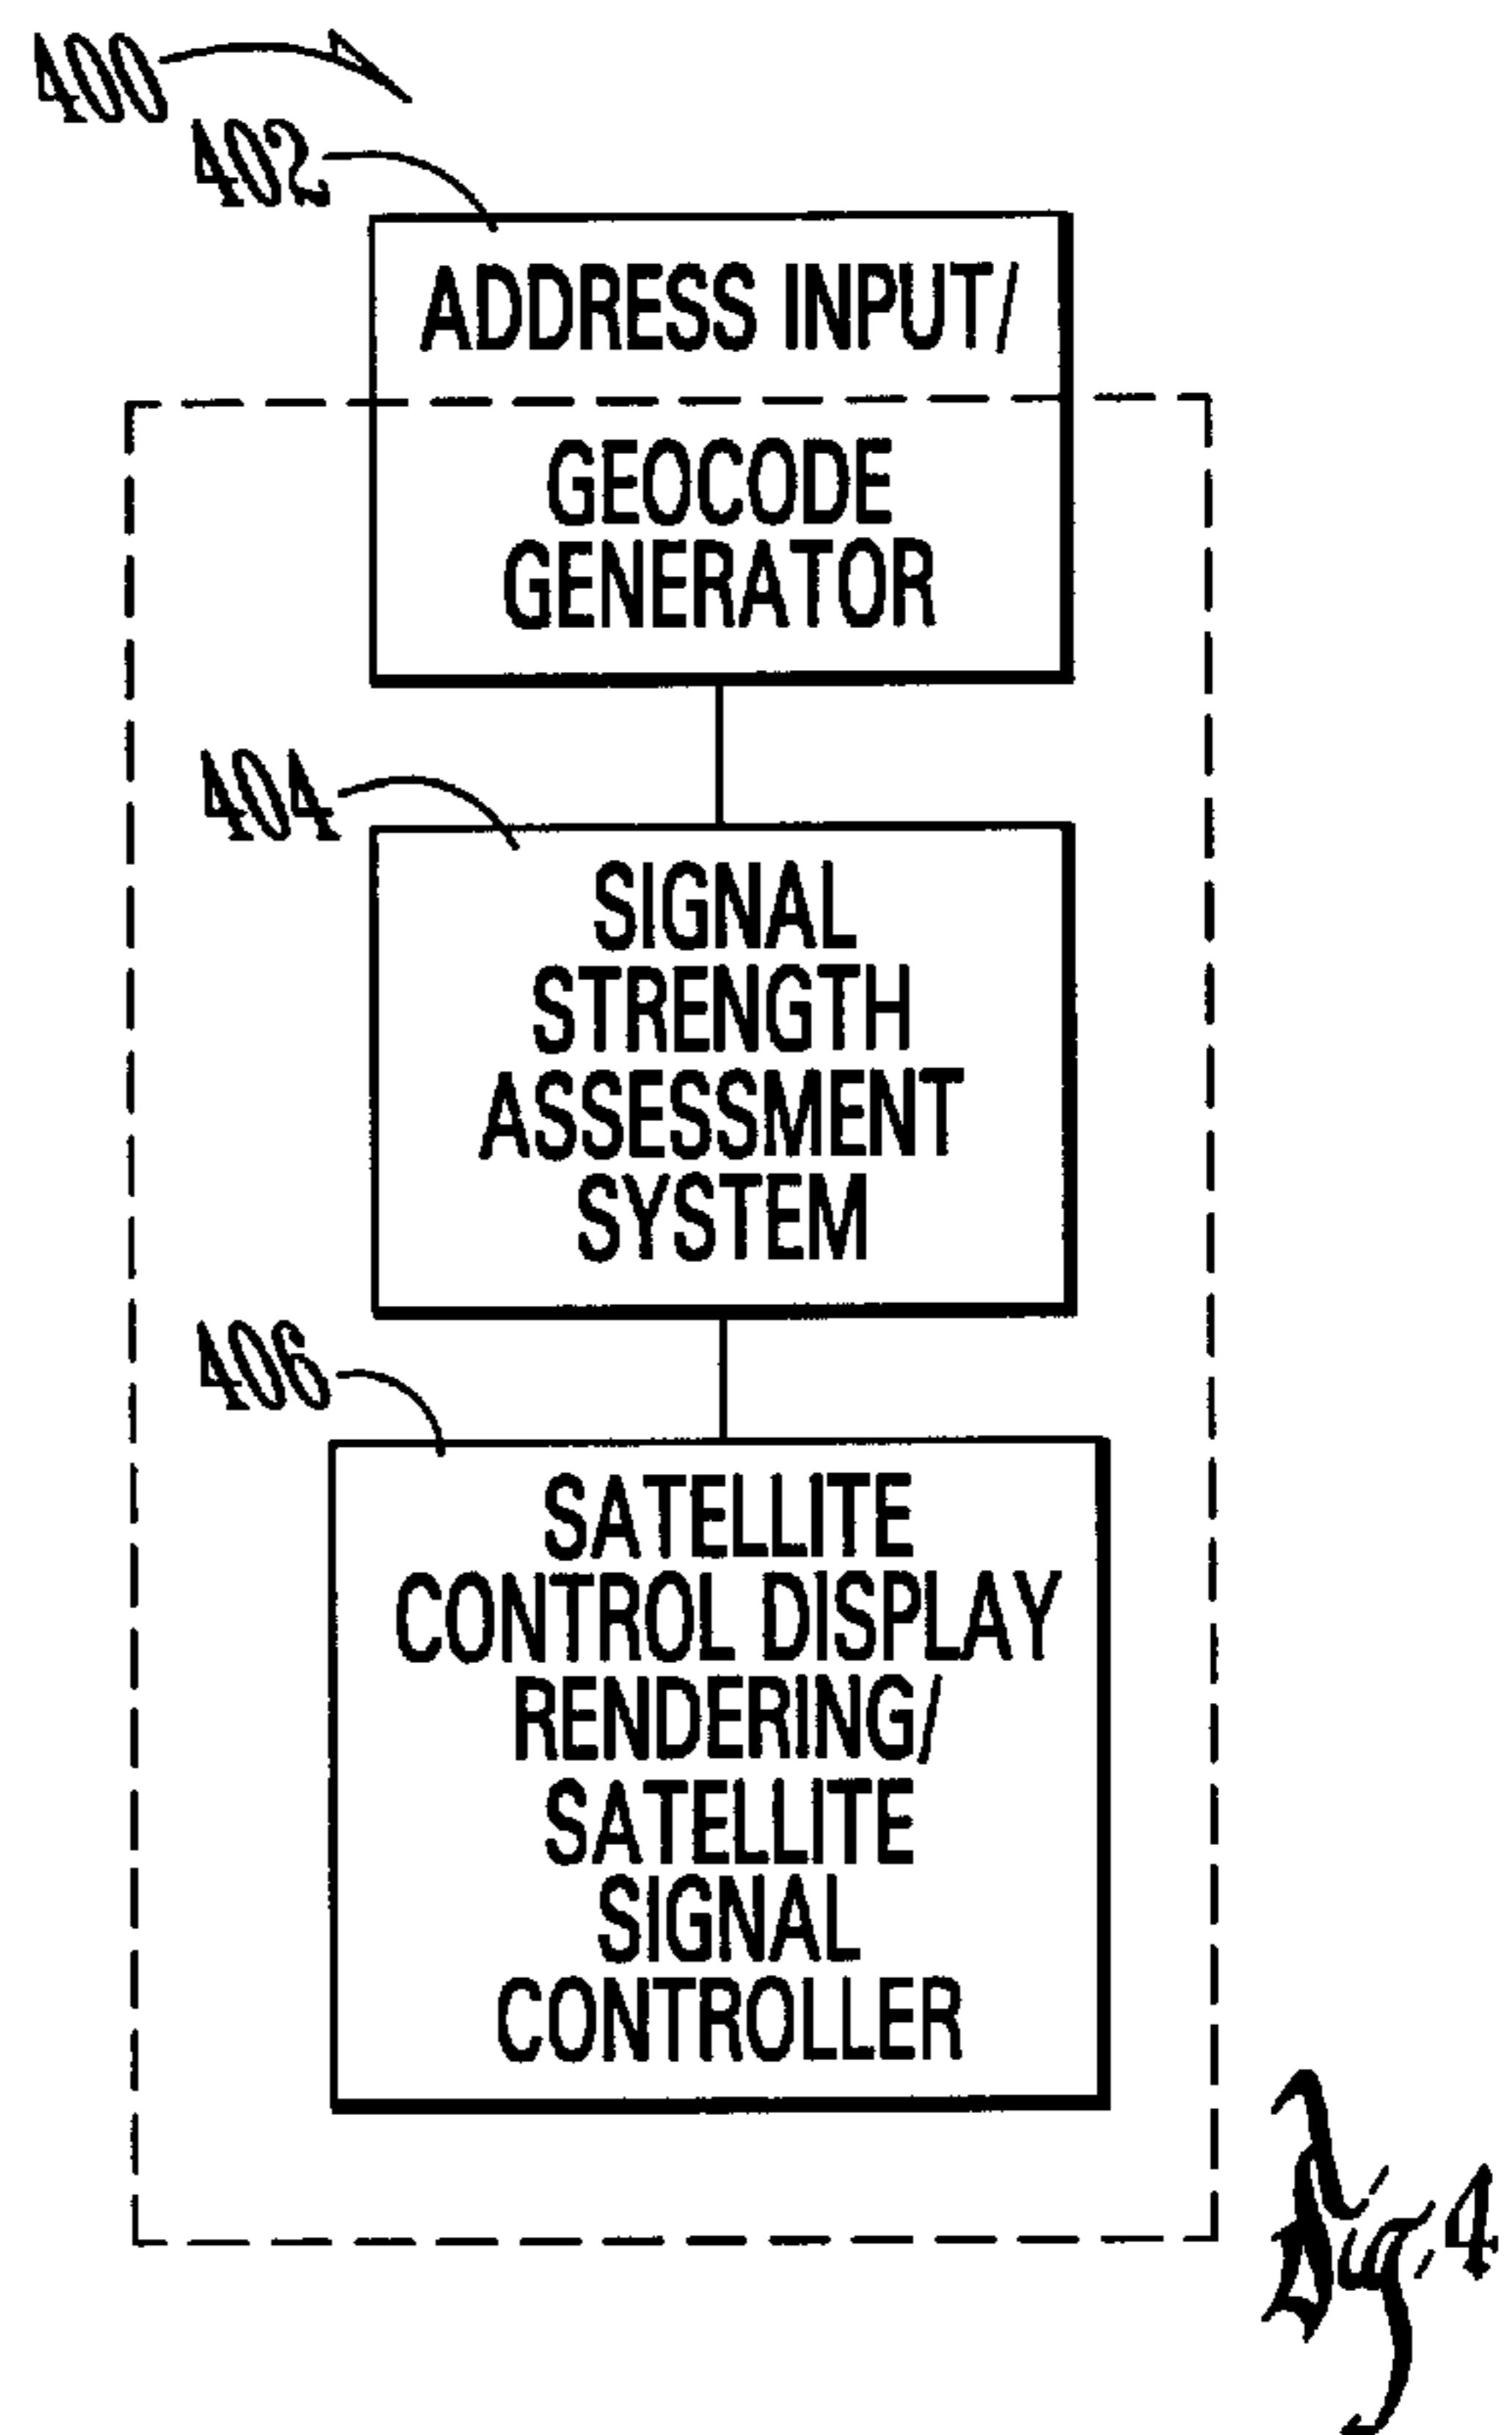 400
402
ADDRESS INPUT/
GEOCODE
GENERATOR
404
SIGNAL
STRENGTH
ASSESSMENT
SYSTEM
406
SATELLITE
CONTROL DISPLAY
RENDERING/
SATELLITE
SIGNAL
CONTROLLER
Fig. 4